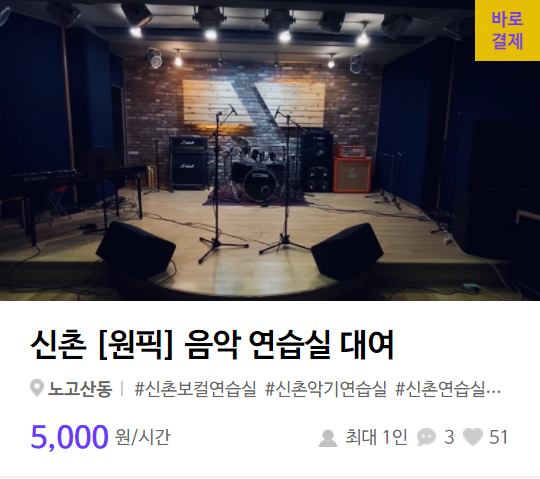 바로
결제
신촌 [원픽] 음악 연습실 대여
노고산동 | #신촌보컬연습실 #신촌악기연습실 #신촌연습실...
5,000 원/시간 최대 1인 3 51